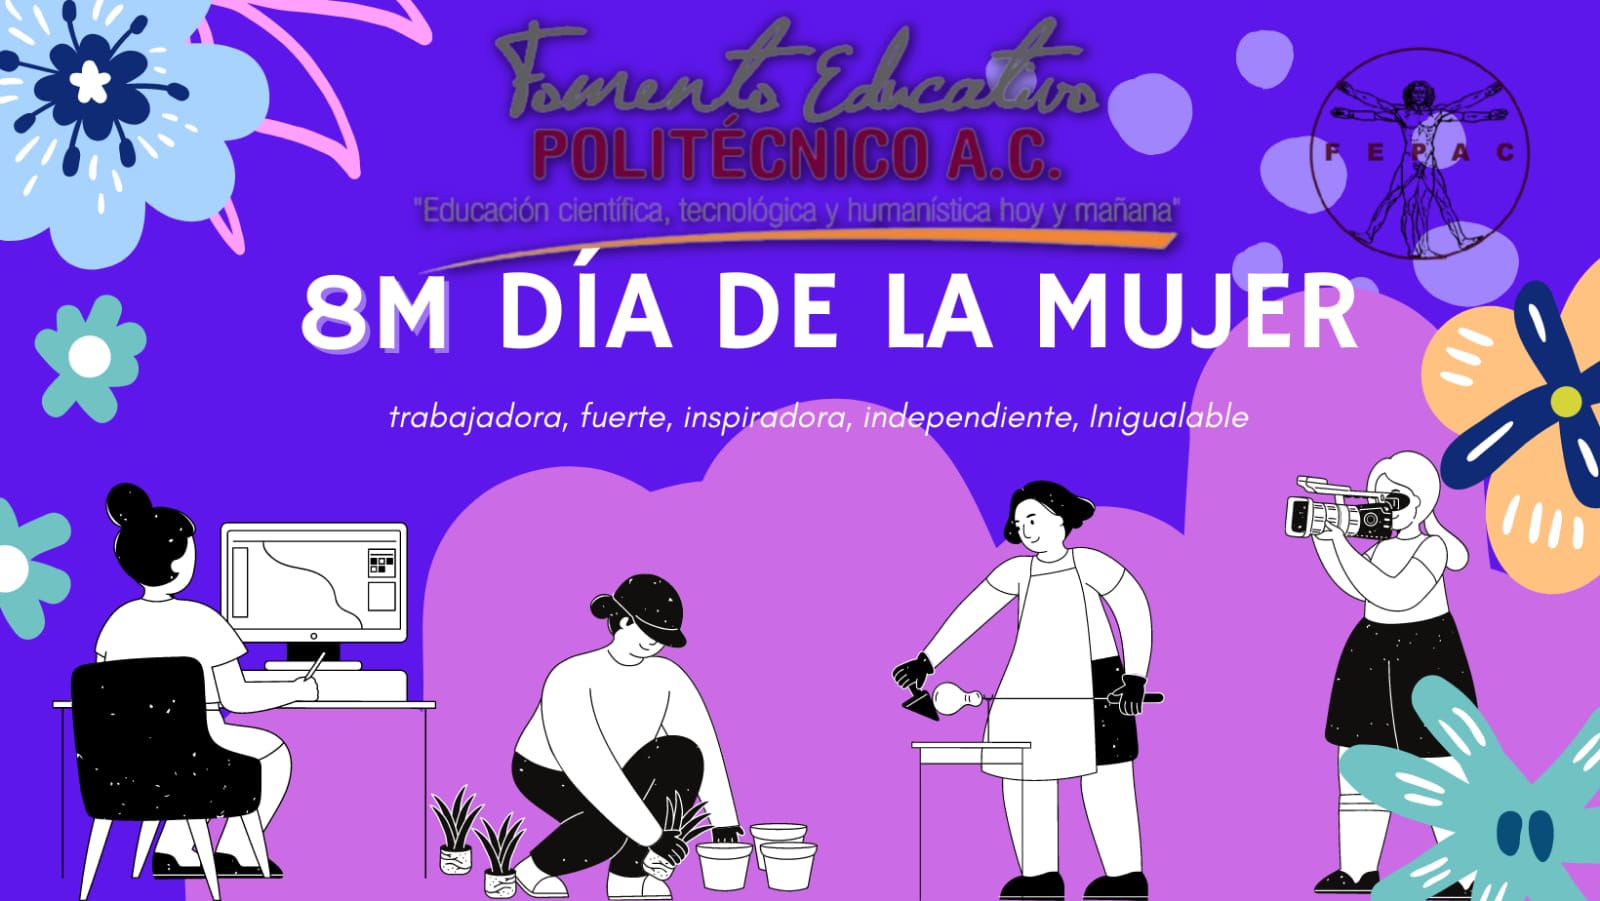 Fomento Educativo
POLITÉCNICO A.C.
"Educación científica, tecnológica y humanística hoy y mañana"
F E P A C
8M DÍA DE LA MUJER
trabajadora, fuerte, inspiradora, independiente, Inigualable